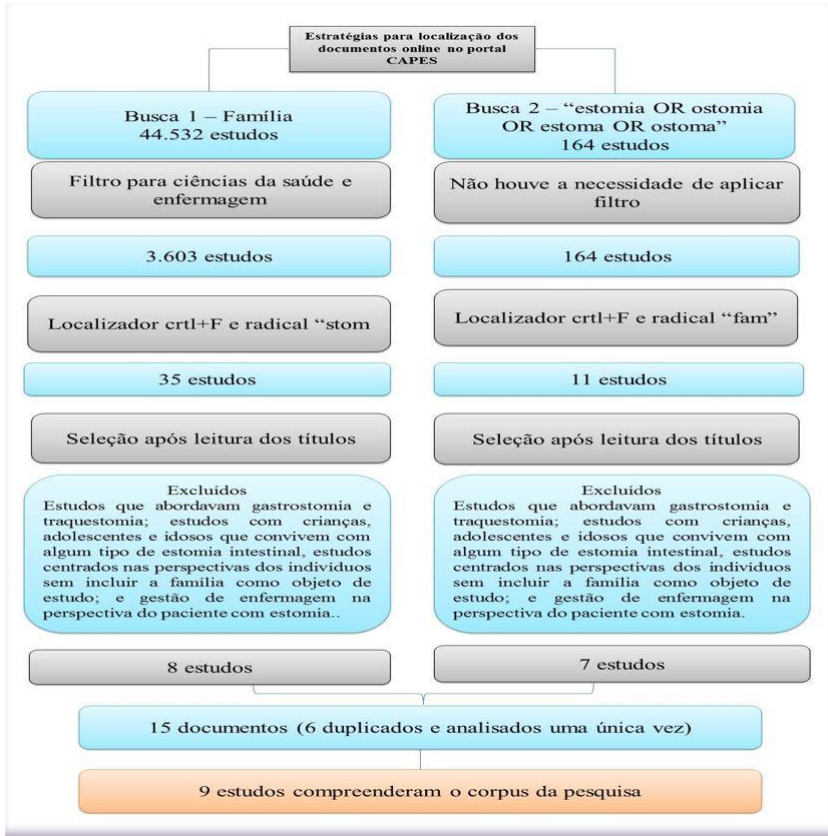 Estratégias para localização dos
documentos online no portal
CAPES
Busca 1 – Família
44.532 estudos
Filtro para ciências da saúde e
enfermagem
3.603 estudos
Localizador crtl+F e radical “stom
35 estudos
Seleção após leitura dos títulos
Excluídos
Estudos que abordavam gastrostomia e
traquestomia; estudos com crianças,
adolescentes e idosos que convivem com
algum tipo de estomia intestinal, estudos
centrados nas perspectivas dos indivíduos
sem incluir a família como objeto de
estudo; e gestão de enfermagem na
perspectiva do paciente com estomia..
8 estudos
Busca 2 – “estomia OR ostomia
OR estoma OR ostoma”
164 estudos
Não houve a necessidade de aplicar
filtro
164 estudos
Localizador crtl+F e radical “fam”
11 estudos
Seleção após leitura dos títulos
Excluídos
Estudos que abordavam gastrostomia e
traquestomia; estudos com crianças,
adolescentes e idosos que convivem com
algum tipo de estomia intestinal, estudos
centrados nas perspectivas dos indivíduos
sem incluir a família como objeto de
estudo; e gestão de enfermagem na
perspectiva do paciente com estomia.
7 estudos
15 documentos (6 duplicados e analisados uma única vez)
9 estudos compreenderam o corpus da pesquisa